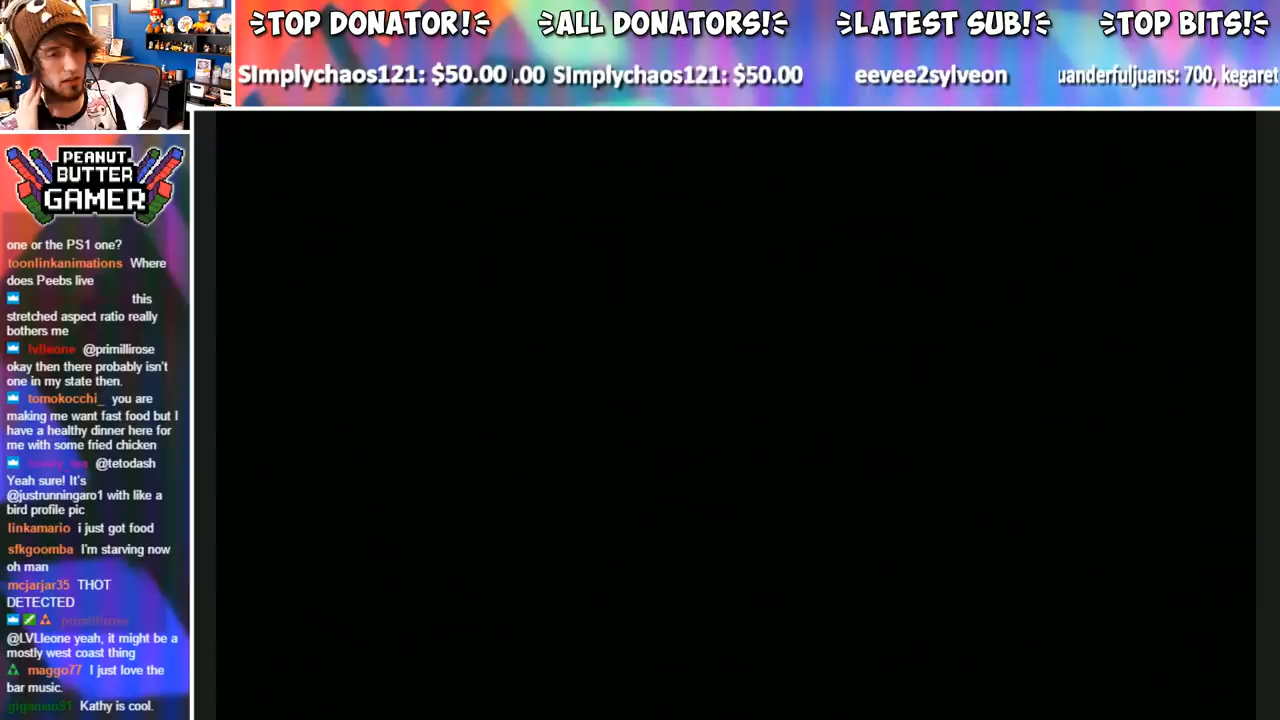 TOP DONATOR!
ALL DONATORS!
LATEST SUB!
TOP BITS!
SImplychaos121: $50.00
.00 SImplychaos121: $50.00
eevee2sylveon
uanderfuljuans: 700, kegaret
PEANUT
BUTTER
GAMER
one or the PS1 one?
toonlinkanimations Where
does Peebs live
this
stretched aspect ratio really
bothers me
lvlleone @primillirose
okay then there probably isn't
one in my state then.
tomokocchi_ you are
making me want fast food but I
have a healthy dinner here for
me with some fried chicken
@tetodash
Yeah sure! It's
@justrunningaro1 with like a
bird profile pic
linkamario i just got food
sfkgoomba I'm starving now
oh man
mcjarjar35 THOT
DETECTED
primillirose
@LVLleone yeah, it might be a
mostly west coast thing
maggo77 I just love the
bar music.
Kathy is cool.